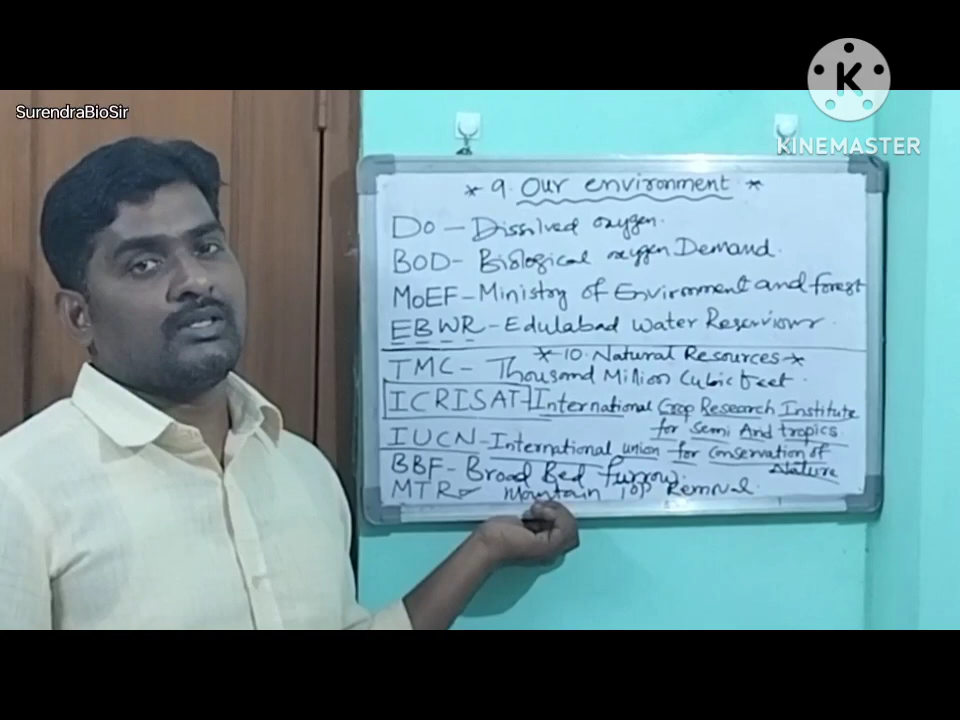 SurendraBioSir
K
KINEMASTER
* 9. Our environment *
DO - Dissolved oxygen.
BOD - Biological oxygen Demand.
MoEF - Ministry of Environment and forest
EBWR - Edulabad water Reserviour.
* 10. Natural Resources *
TMC - Thousand Million Cubic feet.
ICRISAT - International Crop Research Institute
for Semi Arid tropics.
IUCN - International union for conservation of
Nature
BBF - Broad Bed furrow.
MTR - Mountain TOP Removal.